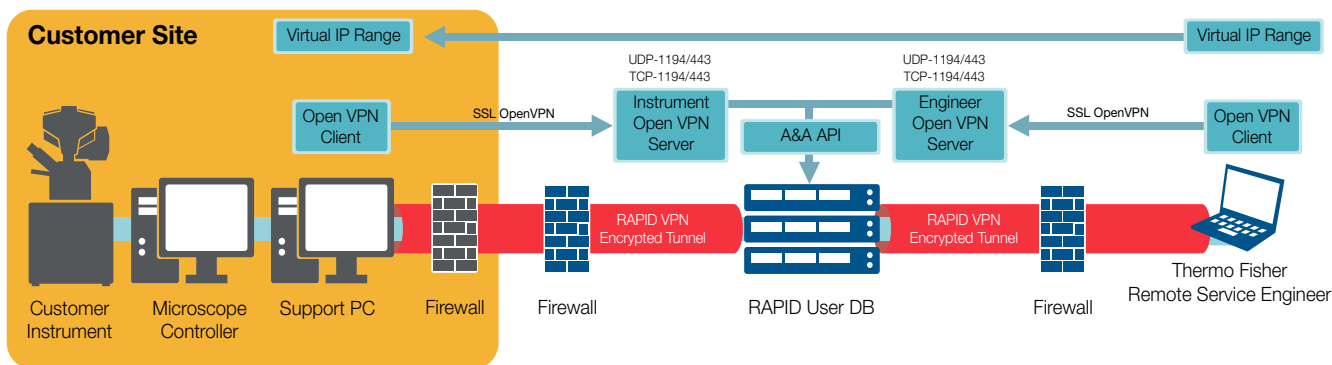 Customer Site
Virtual IP Range
Virtual IP Range
UDP-1194/443
TCP-1194/443
UDP-1194/443
TCP-1194/443
Open VPN
Client
SSL OpenVPN
Instrument
Open VPN
Server
A&A API
Engineer
Open VPN
Server
SSL OpenVPN
Open VPN
Client
RAPID VPN
Encrypted Tunnel
RAPID VPN
Encrypted Tunnel
Customer
Instrument
Microscope
Controller
Support PC
Firewall
Firewall
RAPID User DB
Firewall
Thermo Fisher
Remote Service Engineer